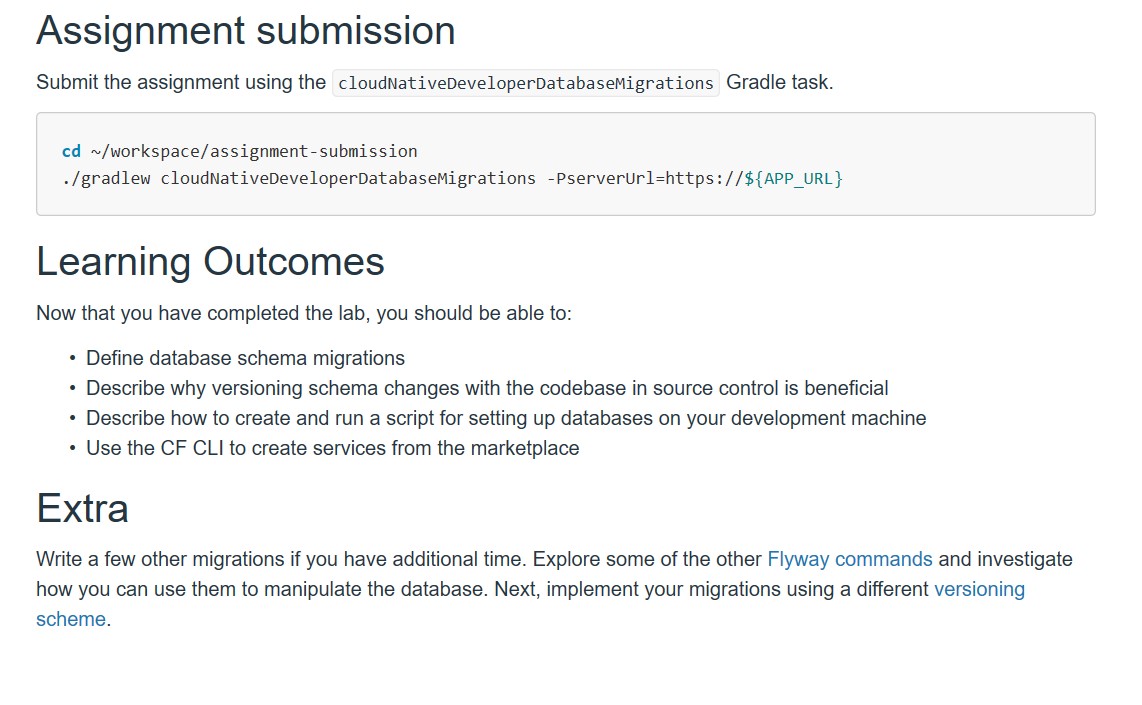 Assignment submission
Submit the assignment using the cloudNativeDeveloperDatabaseMigrations Gradle task.
cd ~/workspace/assignment-submission
./gradlew cloudNativeDeveloperDatabaseMigrations -PserverUrl=https://${APP_URL}
Learning Outcomes
Now that you have completed the lab, you should be able to:
• Define database schema migrations
• Describe why versioning schema changes with the codebase in source control is beneficial
• Describe how to create and run a script for setting up databases on your development machine
• Use the CF CLI to create services from the marketplace
Extra
Write a few other migrations if you have additional time. Explore some of the other Flyway commands and investigate
how you can use them to manipulate the database. Next, implement your migrations using a different versioning
scheme.